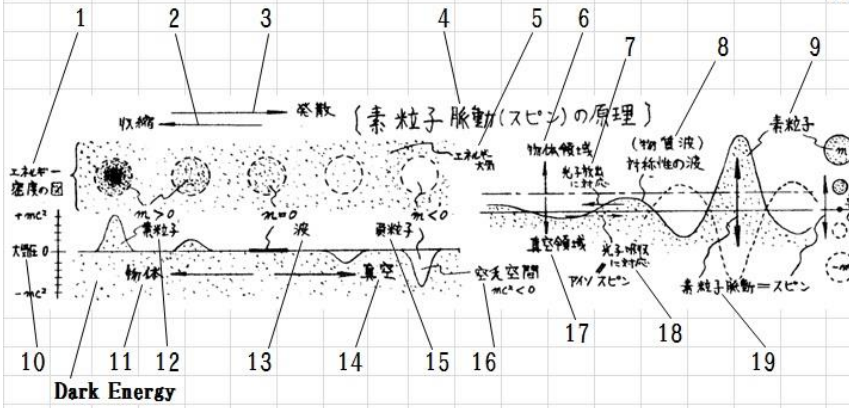 1 2 3 4 5 6 7 8 9
発散
収縮
{素粒子脈動(スピン)の原理}
素粒子
物体領域
(物質波)
対称性の波
エネルギー
大気
光子放出
に対応
エネルギー
密度の図
m
m>0
m=0
m<0
+mc²
素粒子
波
大気圧 0
物体
真空
真空領域
光子吸収
に対応
アイソスピン
空孔空間
mc²<0
-mc²
素粒子脈動=スピン
-m
10 11 12 13 14 15 16 17 18 19
Dark Energy